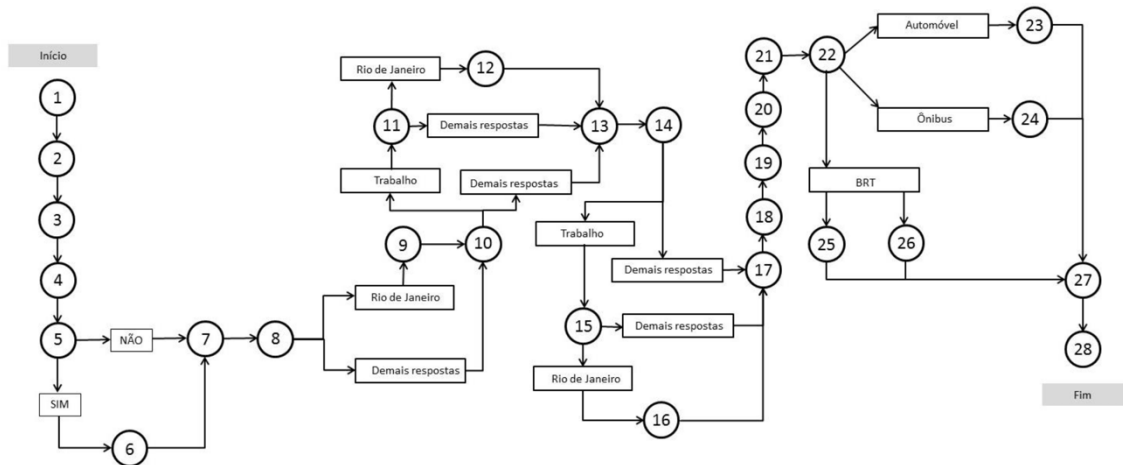 Início
1
2
3
4
5
NÃO
SIM
6
7
8
Rio de Janeiro
Demais respostas
9
10
Trabalho
Demais respostas
11
Demais respostas
Rio de Janeiro
12
13
14
Trabalho
Demais respostas
15
Demais respostas
Rio de Janeiro
16
17
18
19
20
21
22
Automóvel
23
Ônibus
24
BRT
25
26
27
28
Fim